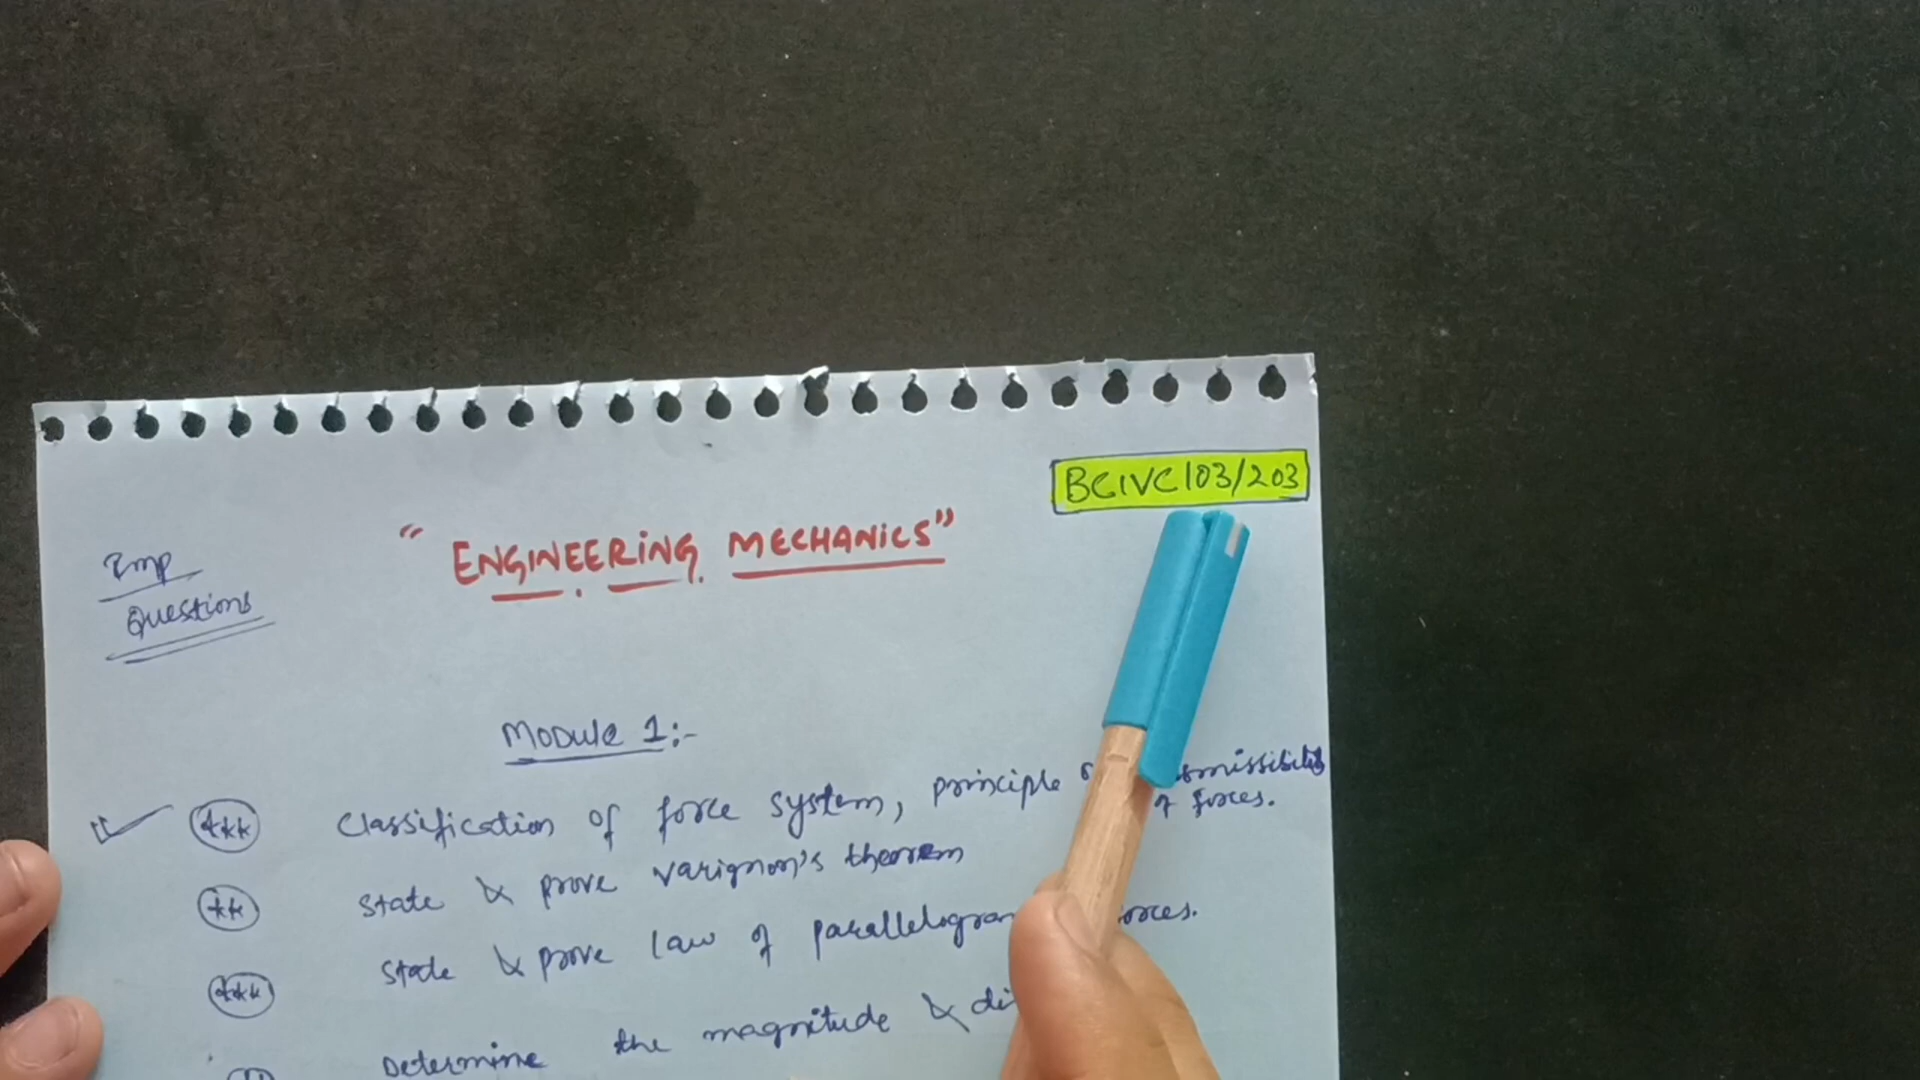 BCIVC103/203
Imp
Questions
" ENGINEERING MECHANICS"
Module 1:-
*** Classification of force system, principle
of forces.
** State & prove varignon's theorem
*** State & prove law of parallelogram
Determine the magnitude &